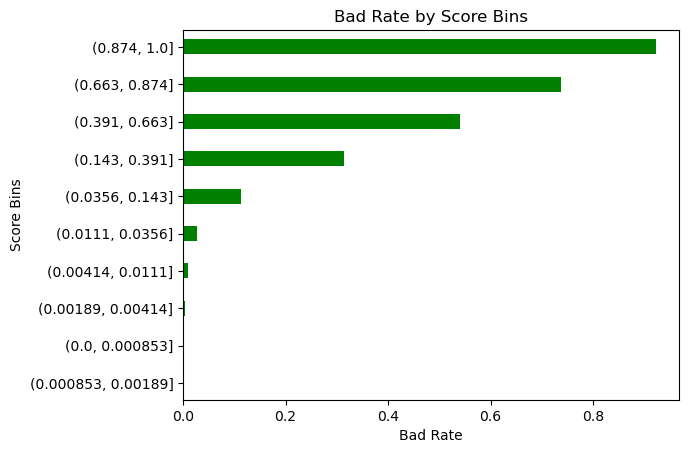 Bad Rate by Score Bins
(0.874, 1.0]
(0.663, 0.874]
(0.391, 0.663]
(0.143, 0.391]
(0.0356, 0.143]
(0.0111, 0.0356]
(0.00414, 0.0111]
(0.00189, 0.00414]
(0.0, 0.000853]
(0.000853, 0.00189]
Score Bins
0.0 0.2 0.4 0.6 0.8
Bad Rate